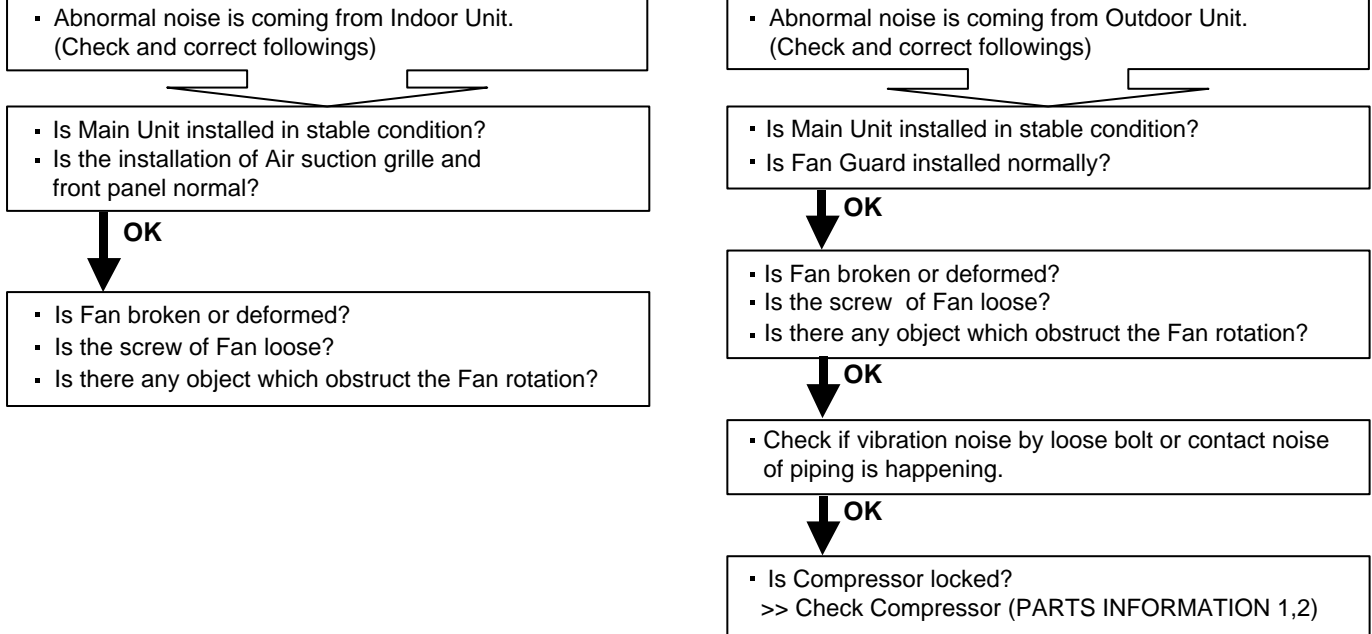 ▪ Abnormal noise is coming from Indoor Unit.
(Check and correct followings)
▪ Is Main Unit installed in stable condition?
▪ Is the installation of Air suction grille and
front panel normal?
OK
▪ Is Fan broken or deformed?
▪ Is the screw of Fan loose?
▪ Is there any object which obstruct the Fan rotation?
▪ Abnormal noise is coming from Outdoor Unit.
(Check and correct followings)
▪ Is Main Unit installed in stable condition?
▪ Is Fan Guard installed normally?
OK
▪ Is Fan broken or deformed?
▪ Is the screw of Fan loose?
▪ Is there any object which obstruct the Fan rotation?
OK
▪ Check if vibration noise by loose bolt or contact noise
of piping is happening.
OK
▪ Is Compressor locked?
>> Check Compressor (PARTS INFORMATION 1,2)